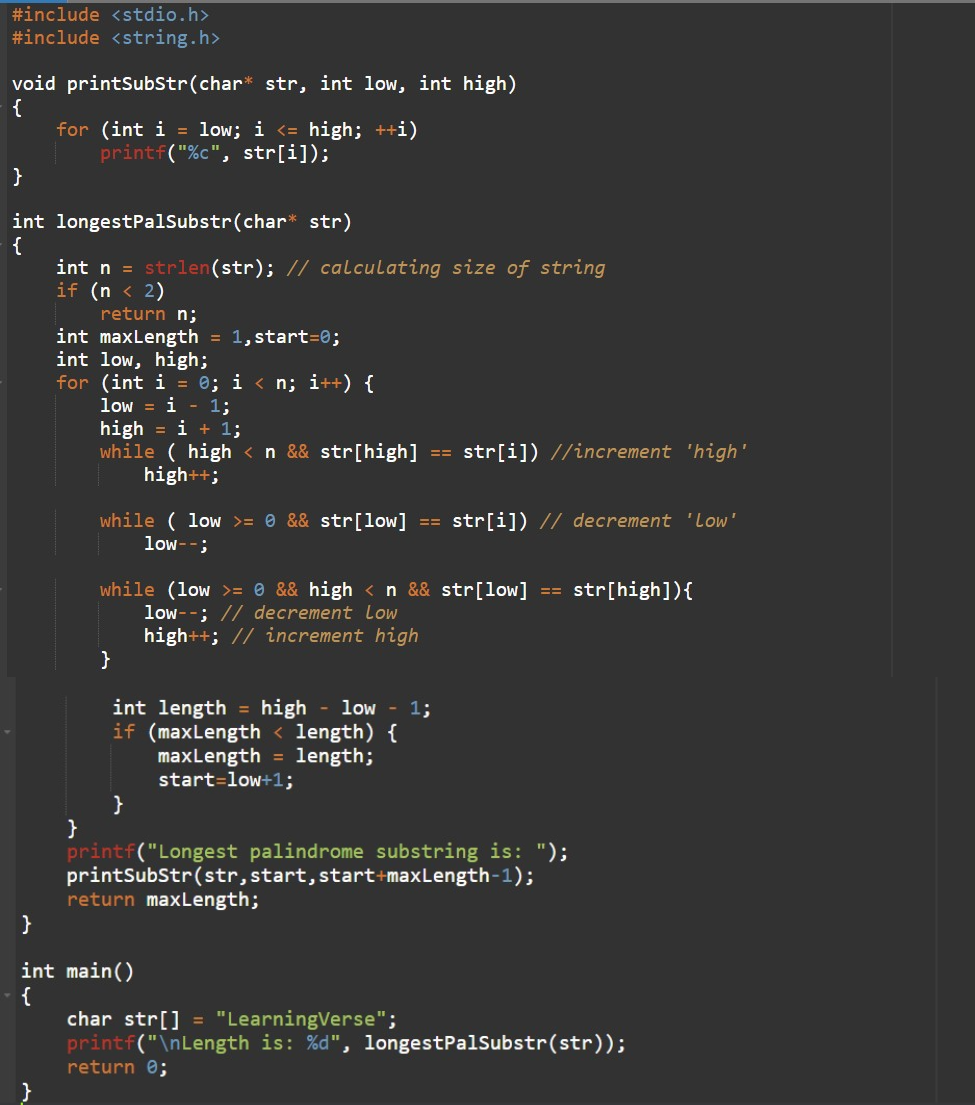 #include <stdio.h>
#include <string.h>

void printSubStr(char* str, int low, int high)
{
    for (int i = low; i <= high; ++i)
        printf("%c", str[i]);
}

int longestPalSubstr(char* str)
{
    int n = strlen(str); // calculating size of string
    if (n < 2)
        return n;
    int maxLength = 1,start=0;
    int low, high;
    for (int i = 0; i < n; i++) {
        low = i - 1;
        high = i + 1;
        while ( high < n && str[high] == str[i]) //increment 'high'
            high++;

        while ( low >= 0 && str[low] == str[i]) // decrement 'low'
            low--;

        while (low >= 0 && high < n && str[low] == str[high]){
            low--; // decrement low
            high++; // increment high
        }

        int length = high - low - 1;
        if (maxLength < length) {
            maxLength = length;
            start=low+1;
        }
    }
    printf("Longest palindrome substring is: ");
    printSubStr(str,start,start+maxLength-1);
    return maxLength;
}

int main()
{
    char str[] = "LearningVerse";
    printf("\nLength is: %d", longestPalSubstr(str));
    return 0;
}